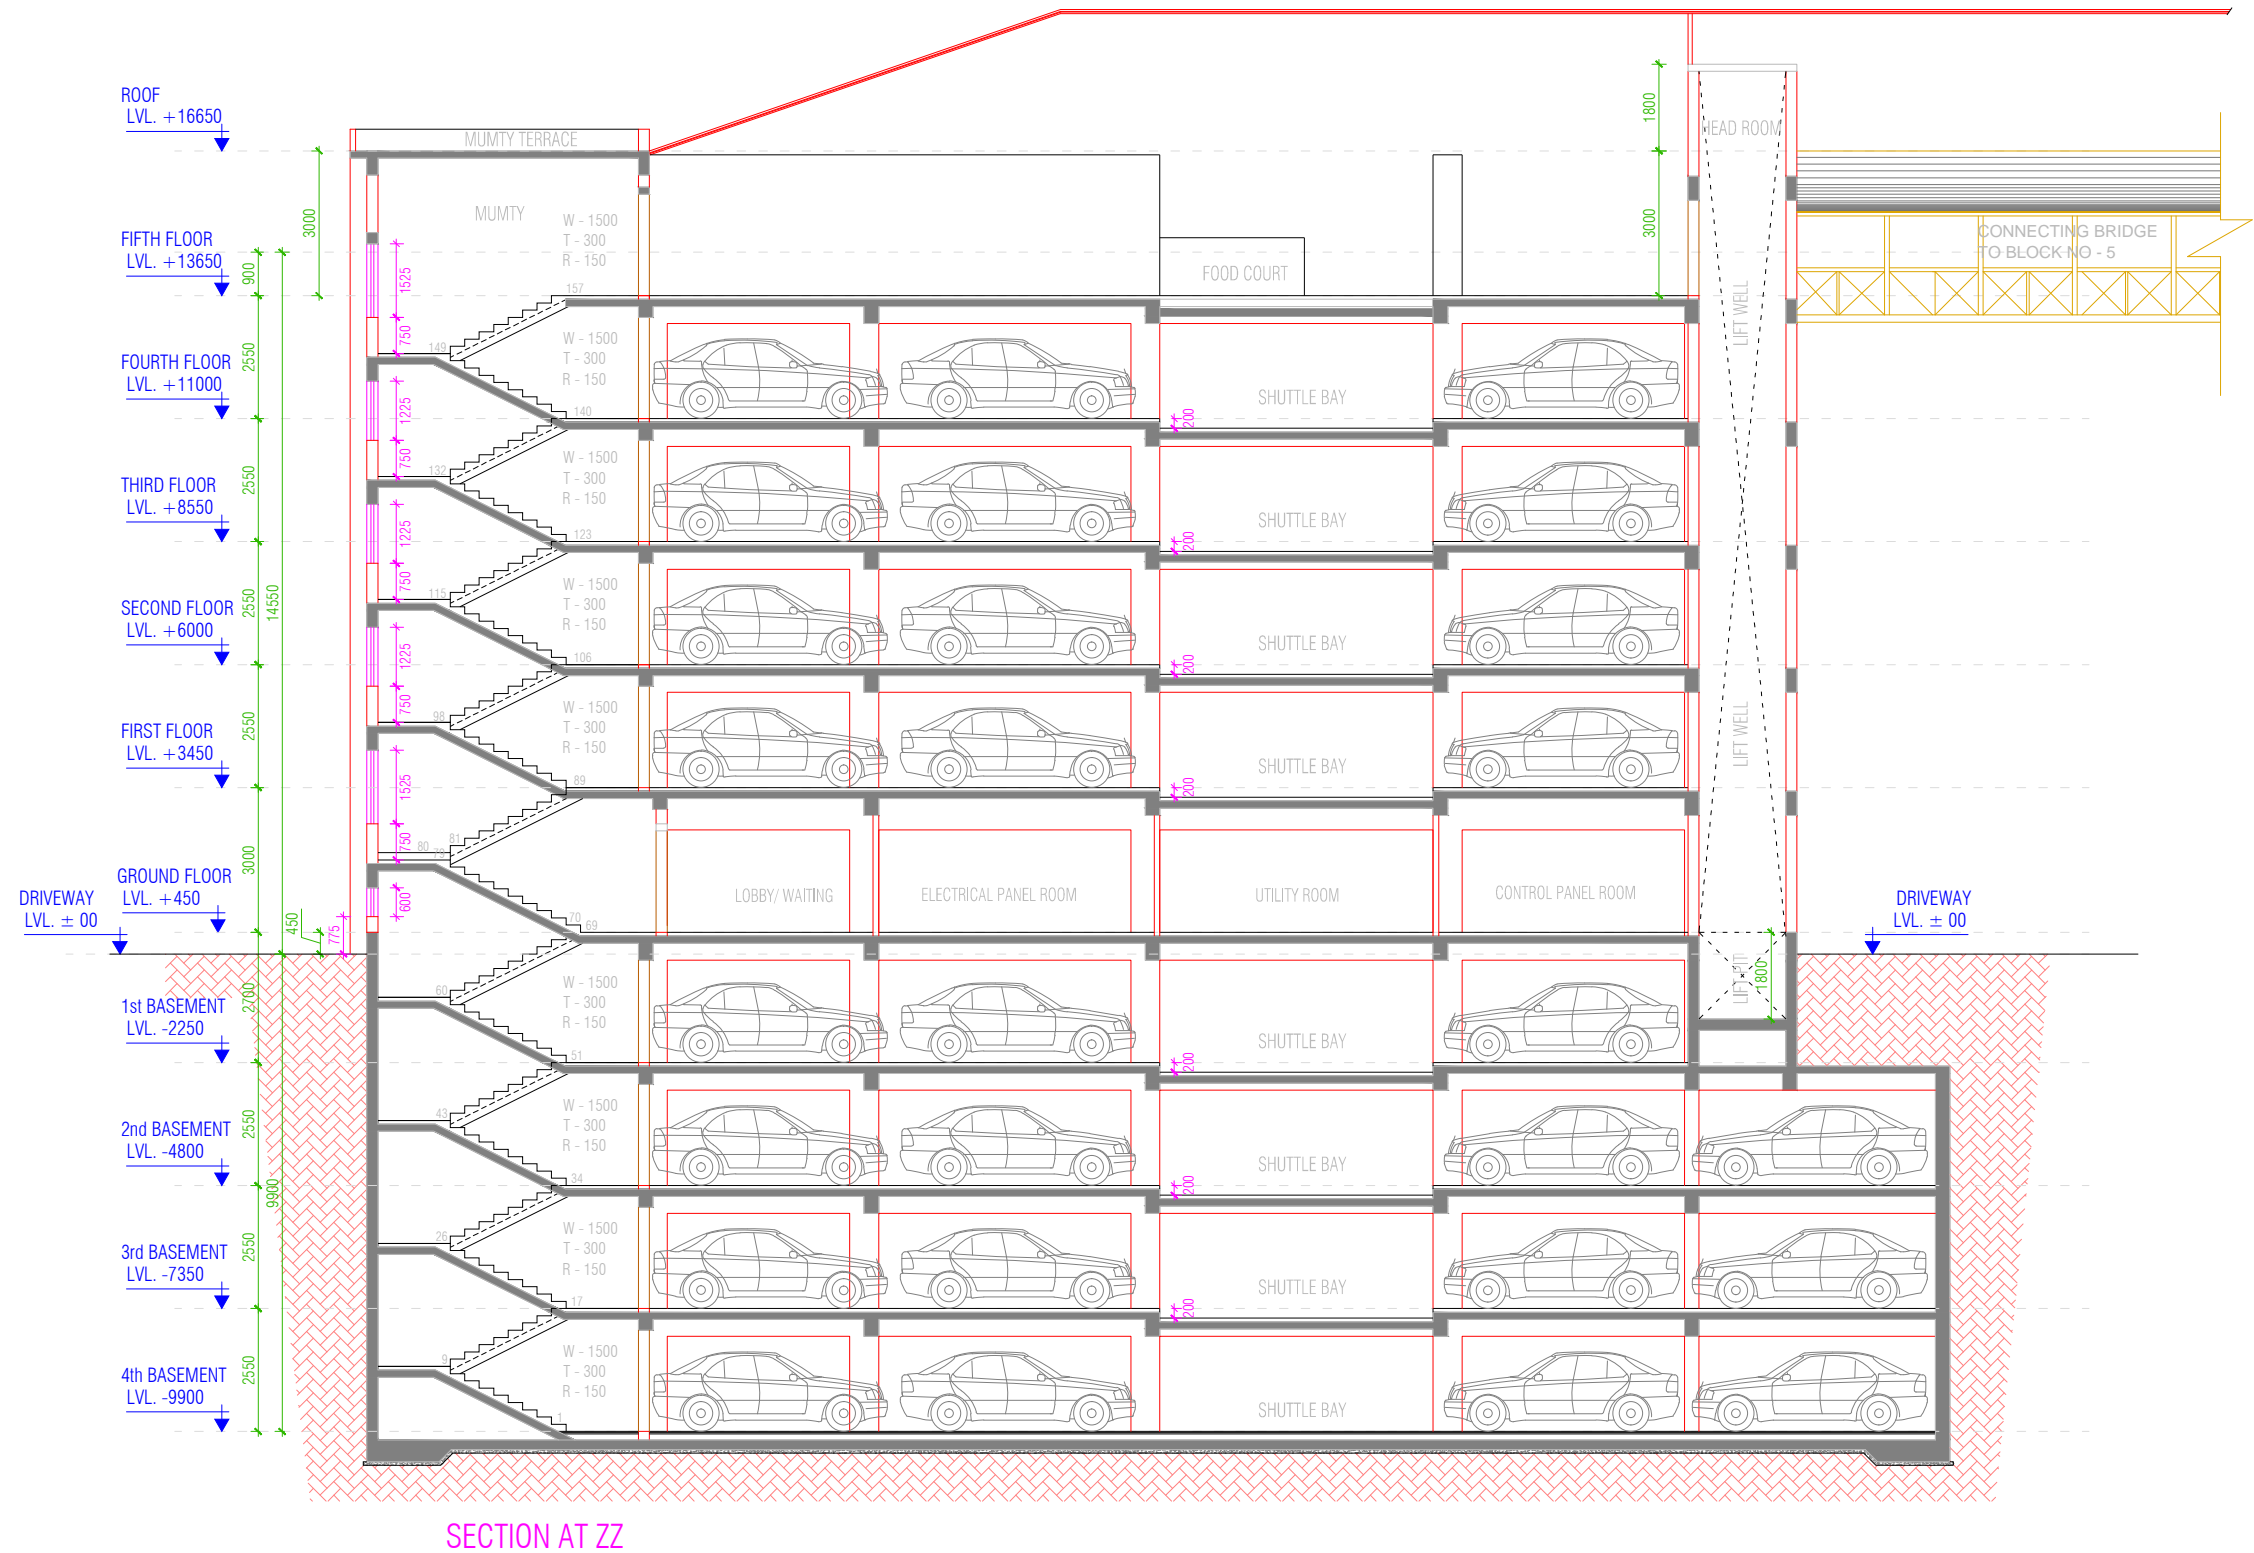 ROOF
LVL. +16650
MUMTY TERRACE
1800
HEAD ROOM
MUMTY
W - 1500
T - 300
R - 150
3000
3000
FIFTH FLOOR
LVL. +13650
900
1525
157
FOOD COURT
CONNECTING BRIDGE
TO BLOCK NO - 5
LIFT WELL
FOURTH FLOOR
LVL. +11000
2550
750
149
W - 1500
T - 300
R - 150
1225
140
SHUTTLE BAY
200
THIRD FLOOR
LVL. +8550
2550
750
132
W - 1500
T - 300
R - 150
1225
123
SHUTTLE BAY
200
SECOND FLOOR
LVL. +6000
2550
14550
750
115
W - 1500
T - 300
R - 150
1225
106
SHUTTLE BAY
200
FIRST FLOOR
LVL. +3450
2550
750
98
W - 1500
T - 300
R - 150
1525
89
SHUTTLE BAY
200
LIFT WELL
3000
750
81
80
79
GROUND FLOOR
LVL. +450
DRIVEWAY
LVL. ± 00
450
775
600
70
69
LOBBY/ WAITING
ELECTRICAL PANEL ROOM
UTILITY ROOM
CONTROL PANEL ROOM
DRIVEWAY
LVL. ± 00
1st BASEMENT
LVL. -2250
2700
60
W - 1500
T - 300
R - 150
51
SHUTTLE BAY
200
LIFT PIT
1800
2nd BASEMENT
LVL. -4800
2550
9900
43
W - 1500
T - 300
R - 150
34
SHUTTLE BAY
200
3rd BASEMENT
LVL. -7350
2550
26
W - 1500
T - 300
R - 150
17
SHUTTLE BAY
200
4th BASEMENT
LVL. -9900
2550
9
W - 1500
T - 300
R - 150
1
SHUTTLE BAY
SECTION AT ZZ